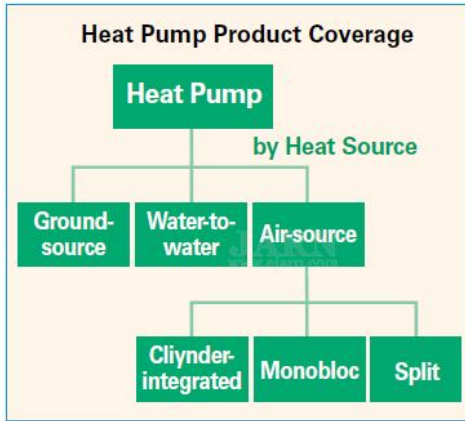 Heat Pump Product Coverage
Heat Pump
by Heat Source
Ground-
source
Water-to-
water
Air-source
JARN
Cliynder-
integrated
Monobloc
Split